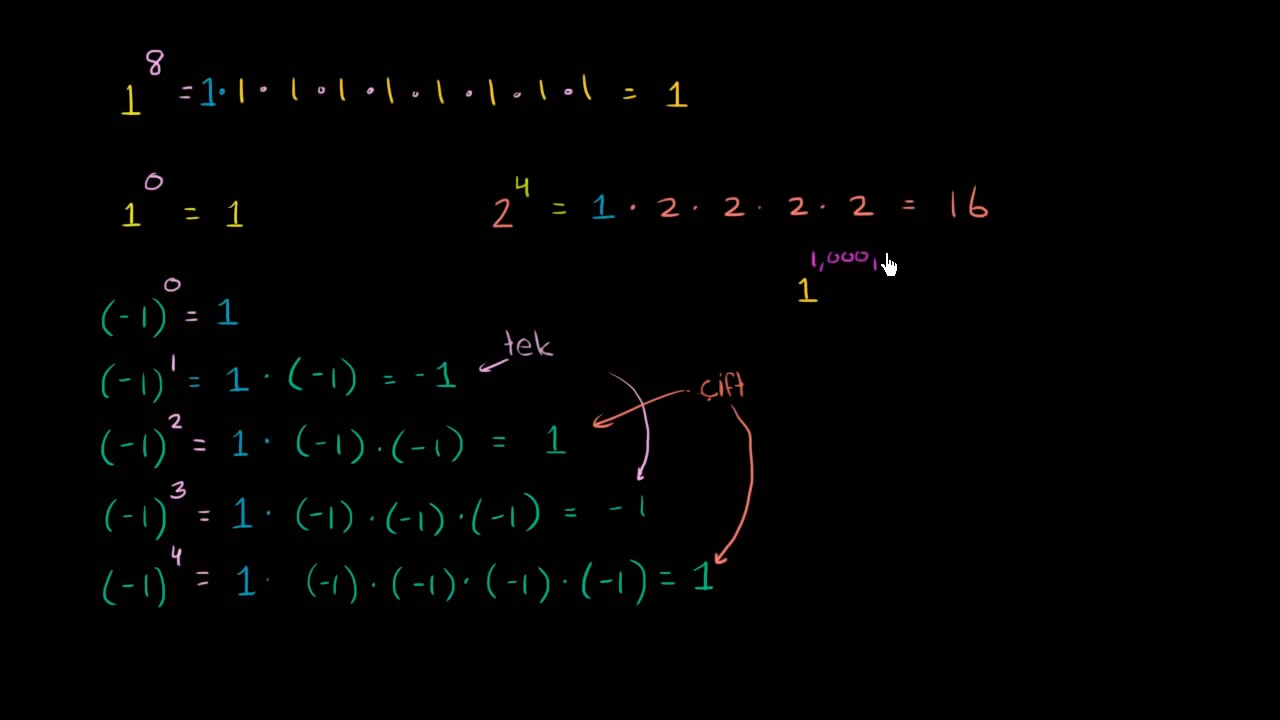 1^8 = 1 · 1 · 1 · 1 · 1 · 1 · 1 · 1 · 1 = 1
1^0 = 1
2^4 = 1 · 2 · 2 · 2 · 2 = 16
1^1,000,
(-1)^0 = 1
(-1)^1 = 1 · (-1) = -1
tek
çift
(-1)^2 = 1 · (-1) · (-1) = 1
(-1)^3 = 1 · (-1) · (-1) · (-1) = -1
(-1)^4 = 1 · (-1) · (-1) · (-1) · (-1) = 1